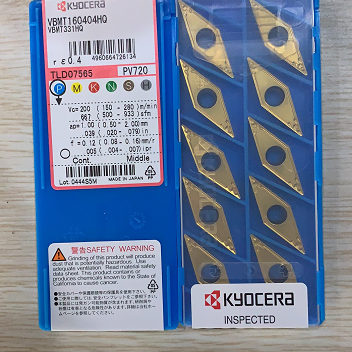 KYOCERA
VBMT160404HQ
VBMT331HQ
rε0.4
4960664726134
TLD07565
PV720
P M K N S H
Vc=200 (150 - 280)m/min
667 (500 - 933)sfm
ap=1.00 (0.50 - 2.00)mm
.039 (.020 - .079)in
f =0.12 (0.08 - 0.16)mm/r
.005 (.004 - .007)ipr
Cont. Middle
Lot. 0444S5M
MADE IN JAPAN
警告SAFETY WARNING
Grinding of this product will produce
dust that is potentially hazardous. Use
adequate ventilation. Read material safety
data sheet. This product contains or
produces chemicals known to the State of
California to cause cancer.
KYOCERA
INSPECTED